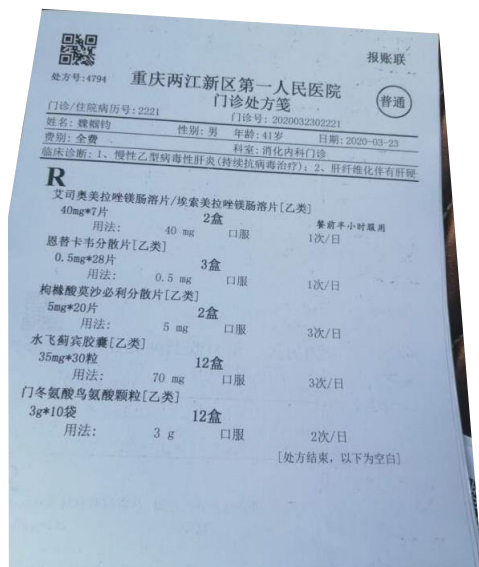 报账联
处方号:4794
重庆两江新区第一人民医院
门诊处方笺
普通
门诊/住院病历号:2221
门诊号: 2020032302221
姓名: 魏帼钧 性别: 男 年龄:41岁 日期: 2020-03-23
费别: 全费 科室: 消化内科门诊
临床诊断: 1、慢性乙型病毒性肝炎(持续抗病毒治疗); 2、肝纤维化伴有肝硬
R
艾司奥美拉唑镁肠溶片/埃索美拉唑镁肠溶片[乙类]
40mg*7片 2盒 餐前半小时服用
用法: 40 mg 口服 1次/日
恩替卡韦分散片[乙类]
0.5mg*28片 3盒
用法: 0.5 mg 口服 1次/日
枸橼酸莫沙必利分散片[乙类]
5mg*20片 2盒
用法: 5 mg 口服 3次/日
水飞蓟宾胶囊[乙类]
35mg*30粒 12盒
用法: 70 mg 口服 3次/日
门冬氨酸鸟氨酸颗粒[乙类]
3g*10袋 12盒
用法: 3 g 口服 2次/日
[处方结束，以下为空白]